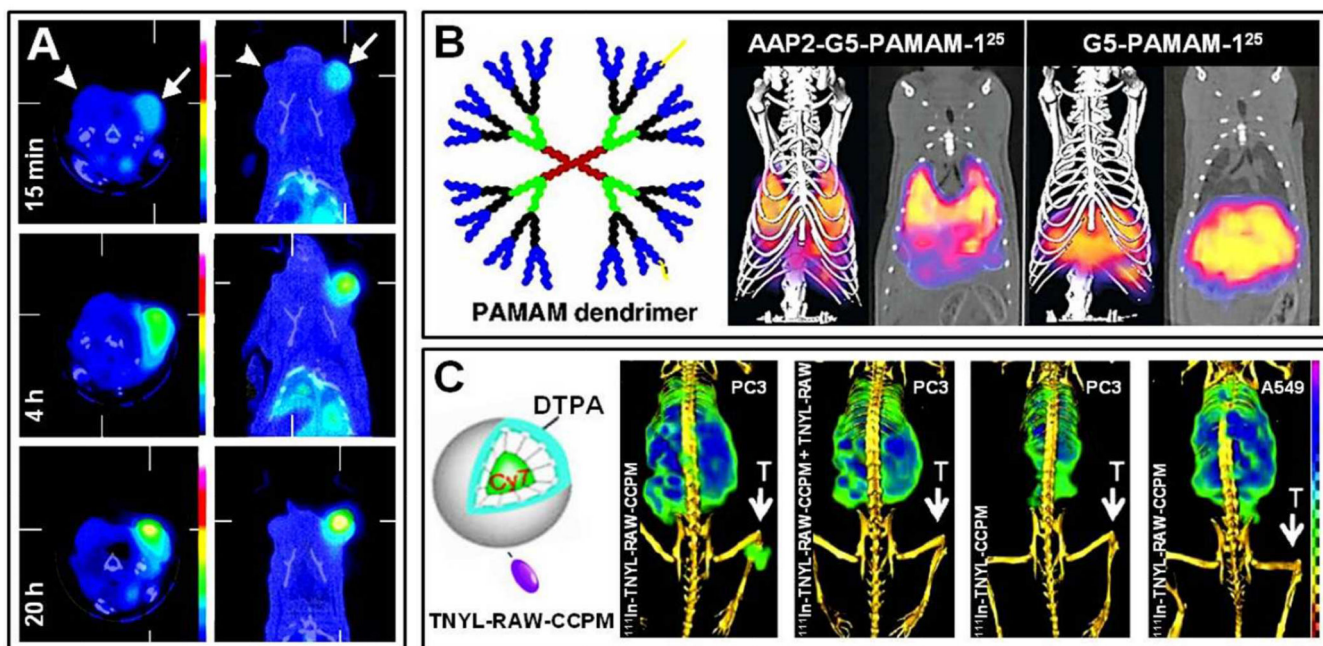 A
15 min
4 h
20 h
B
PAMAM dendrimer
AAP2-G5-PAMAM-1²⁵
G5-PAMAM-1²⁵
C
DTPA
Cy7
TNYL-RAW-CCPM
¹¹¹In-TNYL-RAW-CCPM
PC3
T
¹¹¹In-TNYL-RAW-CCPM + TNYL-RAW
PC3
T
¹¹¹In-TNYL-CCPM
PC3
T
¹¹¹In-TNYL-RAW-CCPM
A549
T